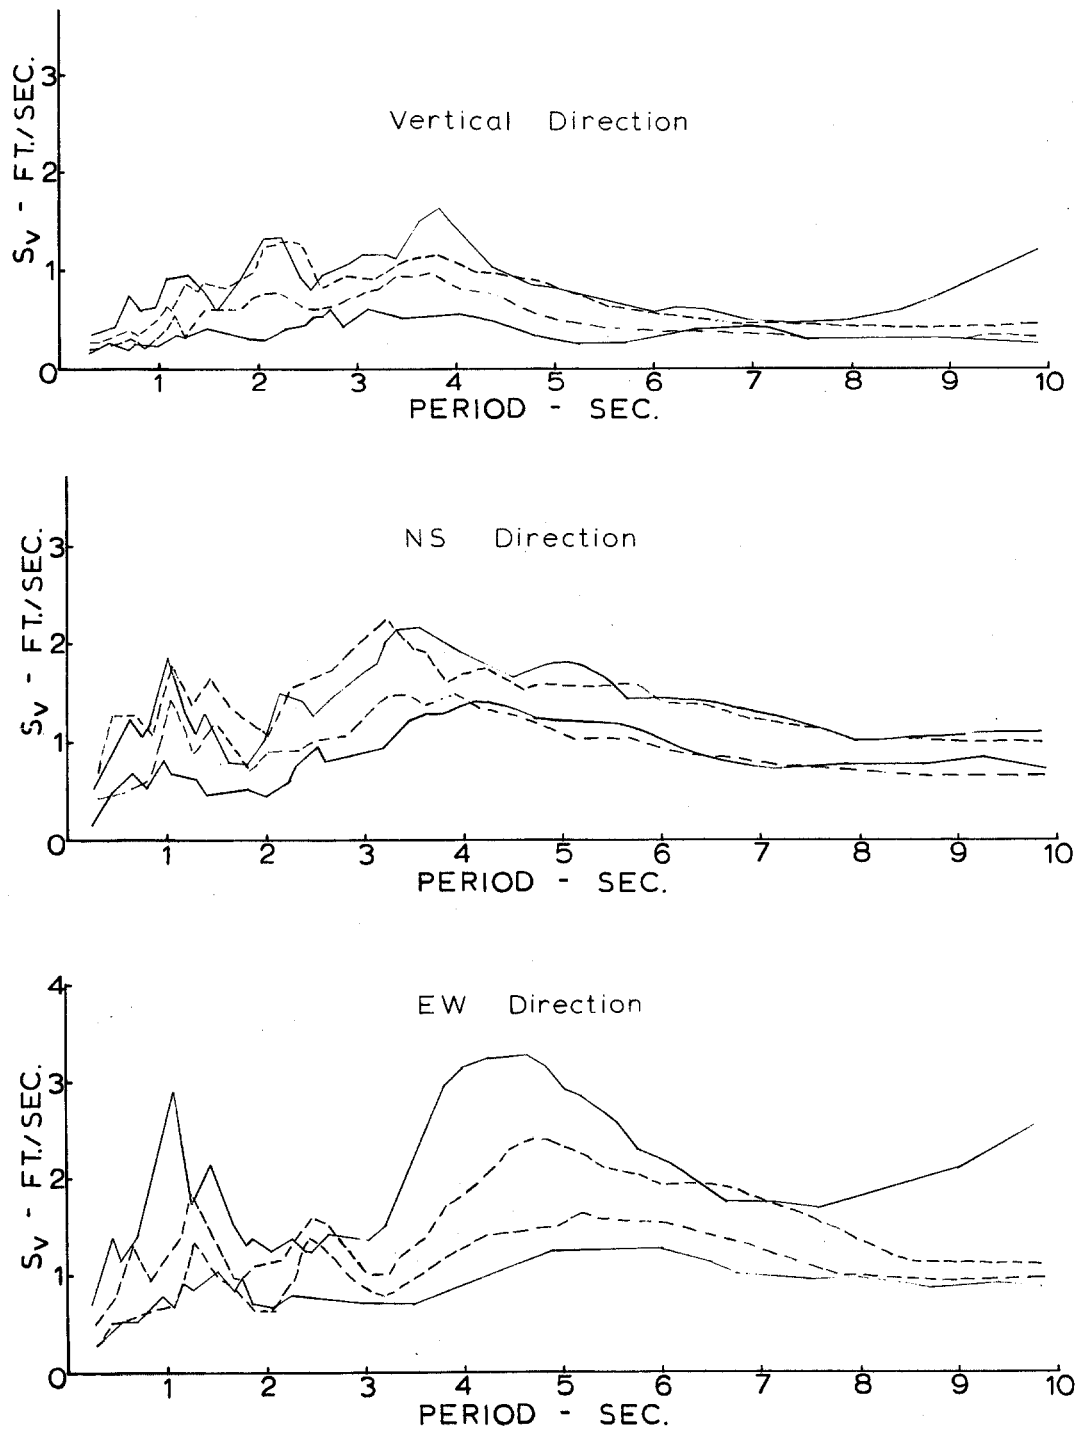 Vertical Direction
Sv - FT./SEC.
3
2
1
0
1 2 3 4 5 6 7 8 9 10
PERIOD - SEC.
NS Direction
Sv - FT./SEC.
3
2
1
0
1 2 3 4 5 6 7 8 9 10
PERIOD - SEC.
EW Direction
Sv - FT./SEC.
4
3
2
1
0
1 2 3 4 5 6 7 8 9 10
PERIOD - SEC.